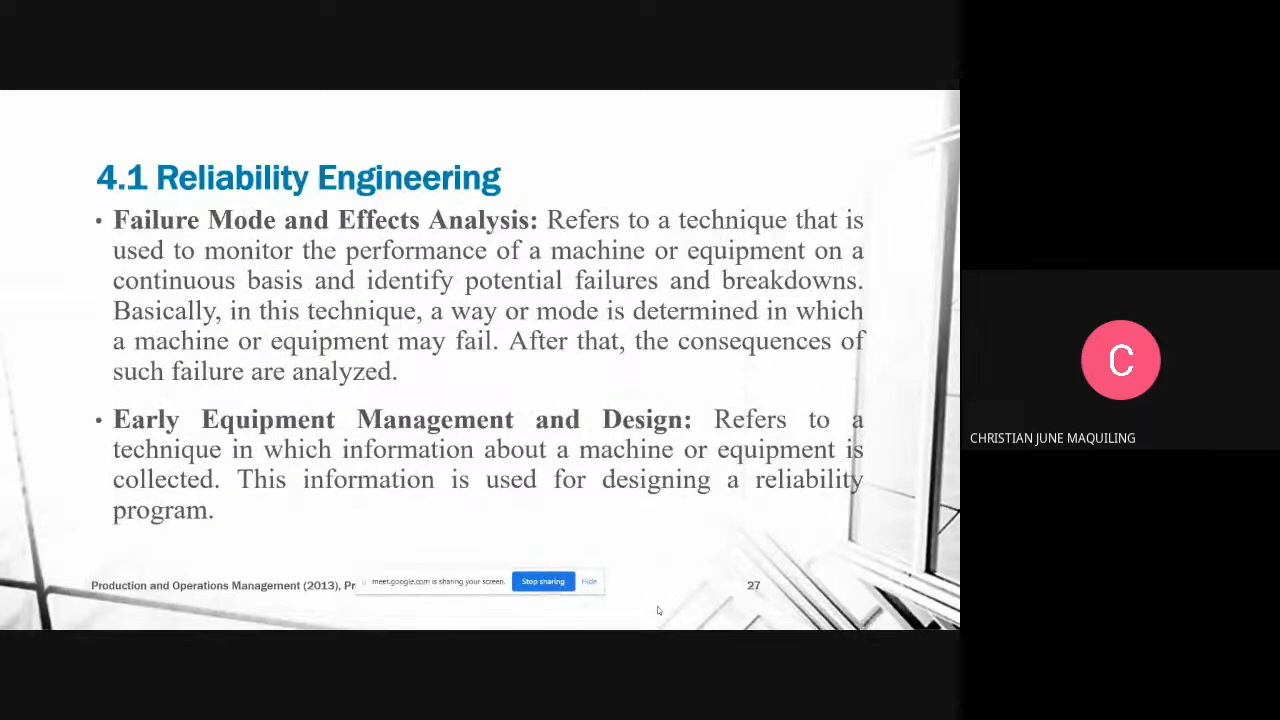 4.1 Reliability Engineering
• Failure Mode and Effects Analysis: Refers to a technique that is
used to monitor the performance of a machine or equipment on a
continuous basis and identify potential failures and breakdowns.
Basically, in this technique, a way or mode is determined in which
a machine or equipment may fail. After that, the consequences of
such failure are analyzed.
• Early Equipment Management and Design: Refers to a
technique in which information about a machine or equipment is
collected. This information is used for designing a reliability
program.
Production and Operations Management (2013), Pr
meet.google.com is sharing your screen. Stop sharing Hide
27
C
CHRISTIAN JUNE MAQUILING